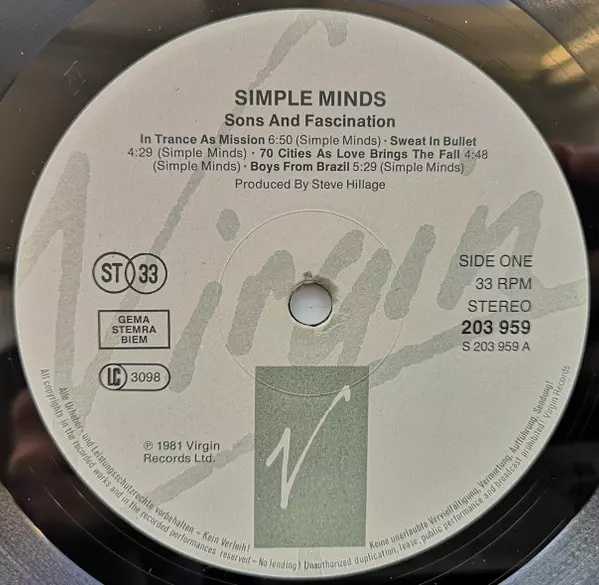 SIMPLE MINDS
Sons And Fascination
In Trance As Mission 6:50 (Simple Minds) · Sweat In Bullet
4:29 (Simple Minds) · 70 Cities As Love Brings The Fall 4:48
(Simple Minds) · Boys From Brazil 5:29 (Simple Minds)
Produced By Steve Hillage
Virgin
ST 33
GEMA
STEMRA
BIEM
LC 3098
SIDE ONE
33 RPM
STEREO
203 959
S 203 959 A
℗ 1981 Virgin
Records Ltd.
V
Alle Urheber- und Leistungsschutzrechte vorbehalten – Kein Verleih! Keine unerlaubte Vervielfältigung, Vermietung, Aufführung, Sendung!
All copyrights in the recorded works and in the recorded performances reserved – No lending! Unauthorized duplication, lease, public performance and broadcast prohibited! Virgin Records